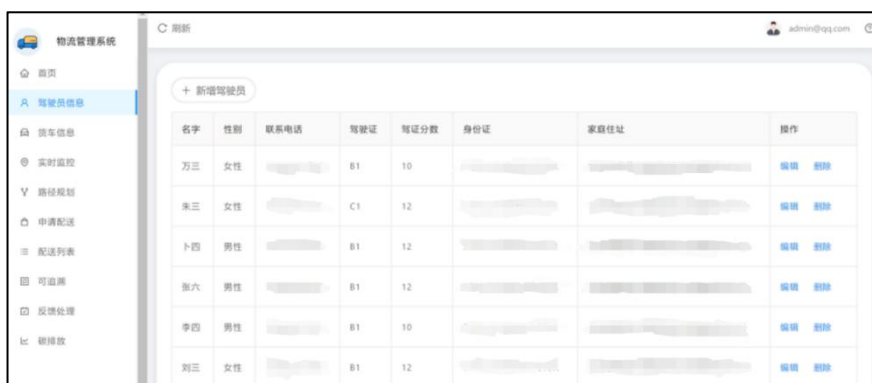 物流管理系统
刷新
admin@qq.com
首页
驾驶员信息
货车信息
实时监控
路径规划
申请配送
配送列表
可追溯
反馈处理
碳排放
+ 新增驾驶员
名字 性别 联系电话 驾驶证 驾证分数 身份证 家庭住址 操作
万三 女性 B1 10 编辑 删除
朱三 女性 C1 12 编辑 删除
卜四 男性 B1 12 编辑 删除
张六 男性 B1 12 编辑 删除
李四 男性 B1 10 编辑 删除
刘三 女性 B1 12 编辑 删除